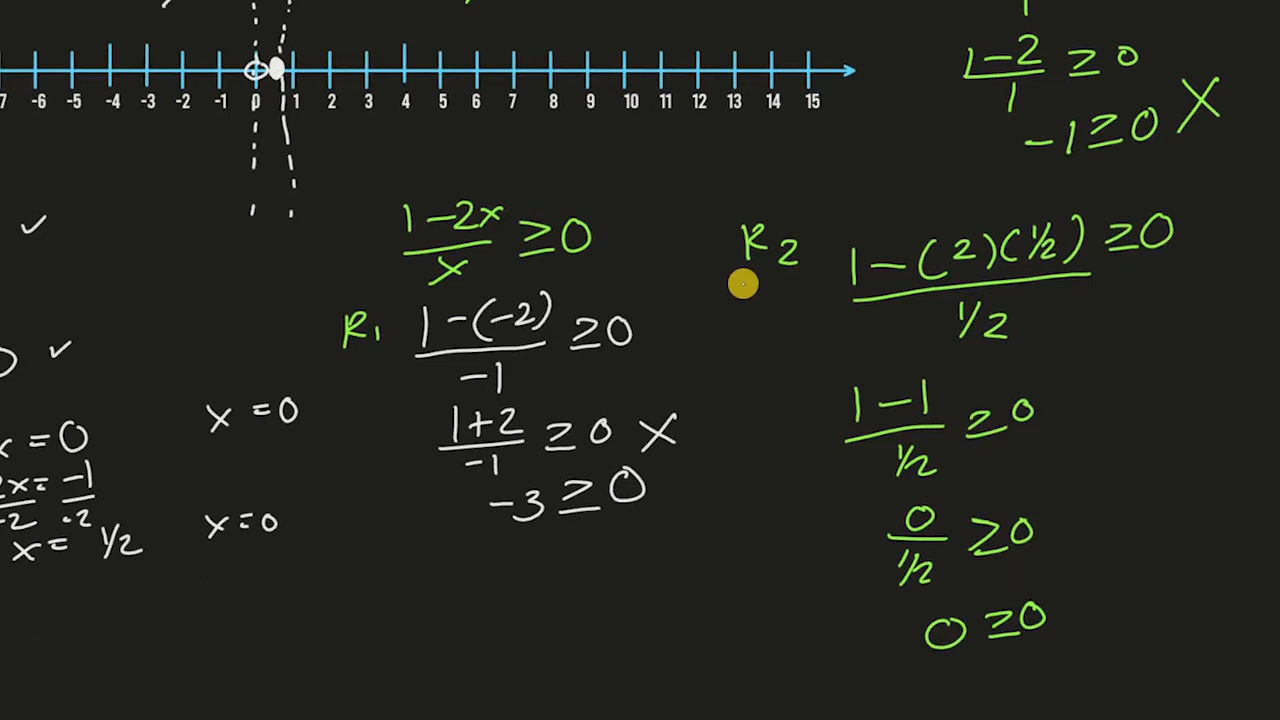 7 -6 -5 -4 -3 -2 -1 0 1 2 3 4 5 6 7 8 9 10 11 12 13 14 15
1-2/1 ≥ 0
-1 ≥ 0 X
✓
1-2x/x ≥ 0
R1 1-(-2)/-1 ≥ 0
1+2/-1 ≥ 0 X
-3 ≥ 0
✓
x = 0
x = 0
x = 0
2x = -1
-2 -2
x = 1/2
R2 1-(2)(1/2)/1/2 ≥ 0
1-1/1/2 ≥ 0
0/1/2 ≥ 0
0 ≥ 0